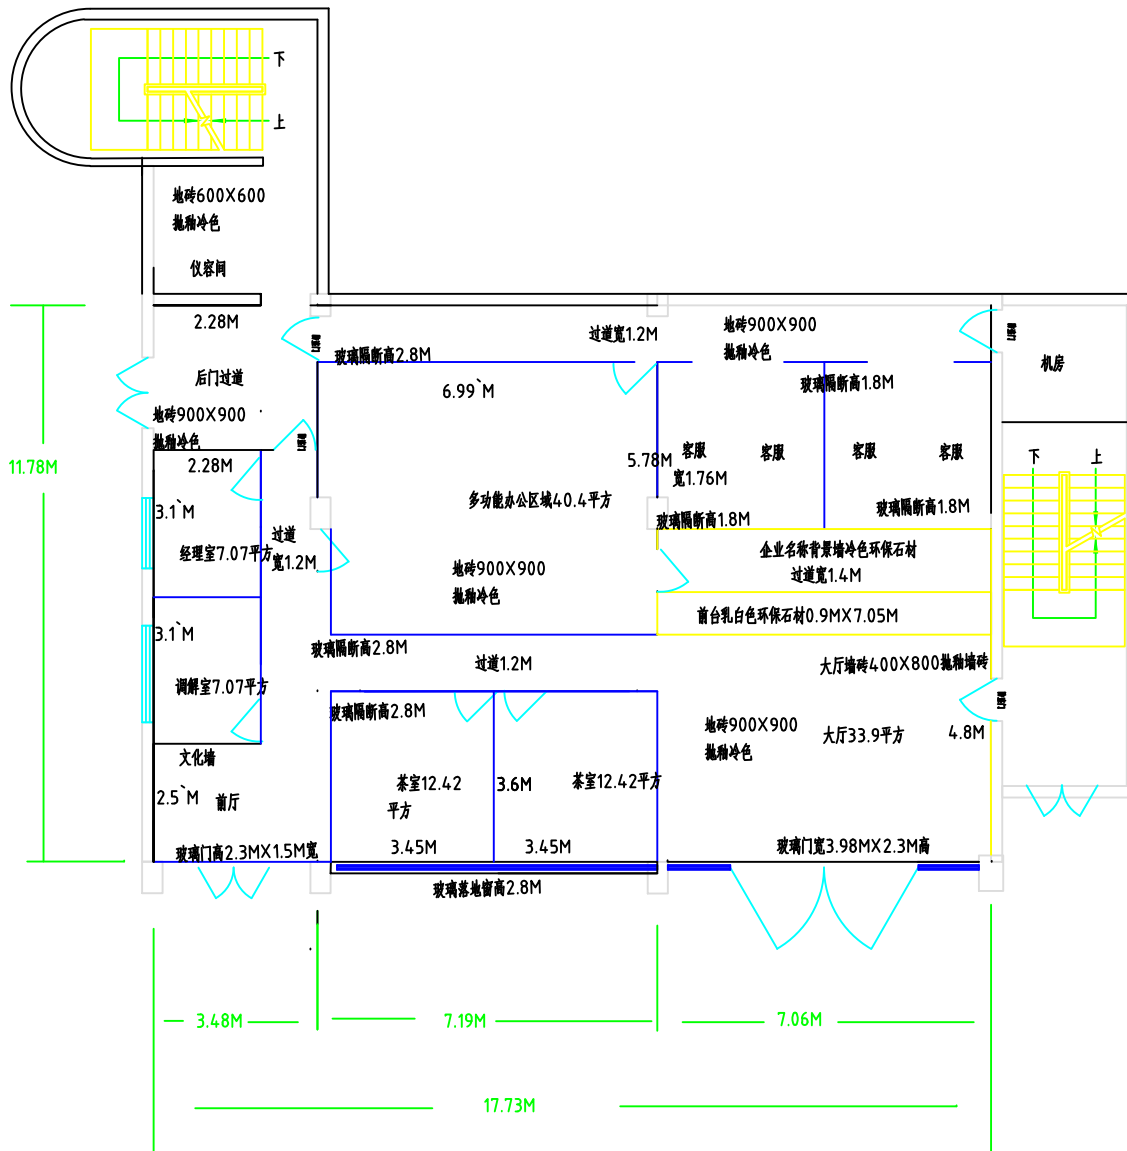 下
上
地砖600X600
抛釉冷色
仪容间
2.28M
过道宽1.2M
地砖900X900
抛釉冷色
玻璃隔断高2.8M
机房
后门过道
6.99`M
玻璃隔断高1.8M
地砖900X900
抛釉冷色
客服
客服
客服
客服
下
上
11.78M
2.28M
5.78M
宽1.76M
3.1`M
多功能办公区域40.4平方
玻璃隔断高1.8M
玻璃隔断高1.8M
过道
宽1.2M
经理室7.07平方
企业名称背景墙冷色环保石材
过道宽1.4M
地砖900X900
抛釉冷色
前台乳白色环保石材0.9MX7.05M
3.1`M
玻璃隔断高2.8M
过道1.2M
大厅墙砖400X800抛釉墙砖
调解室7.07平方
玻璃隔断高2.8M
地砖900X900
抛釉冷色
大厅33.9平方
4.8M
文化墙
2.5`M
前厅
茶室12.42
平方
3.6M
茶室12.42平方
玻璃门高2.3MX1.5M宽
3.45M
3.45M
玻璃门宽3.98MX2.3M高
玻璃落地窗高2.8M
3.48M
7.19M
7.06M
17.73M